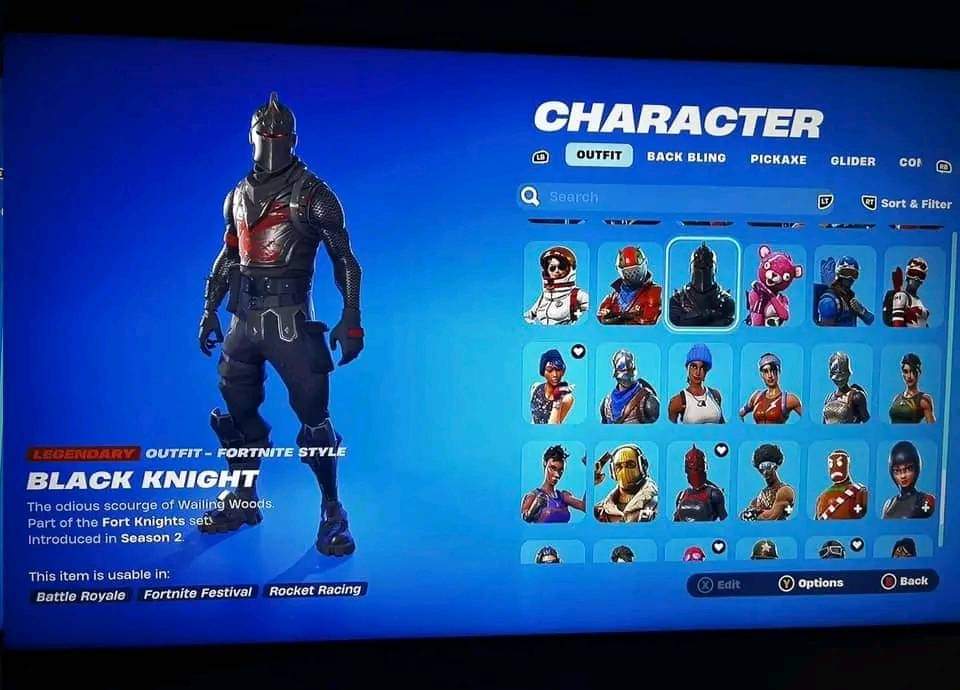 CHARACTER
LB OUTFIT BACK BLING PICKAXE GLIDER CON RB
Search LT RT Sort & Filter
LEGENDARY OUTFIT - FORTNITE STYLE
BLACK KNIGHT
The odious scourge of Wailing Woods.
Part of the Fort Knights set.
Introduced in Season 2.
This item is usable in:
Battle Royale Fortnite Festival Rocket Racing
X Edit Y Options B Back